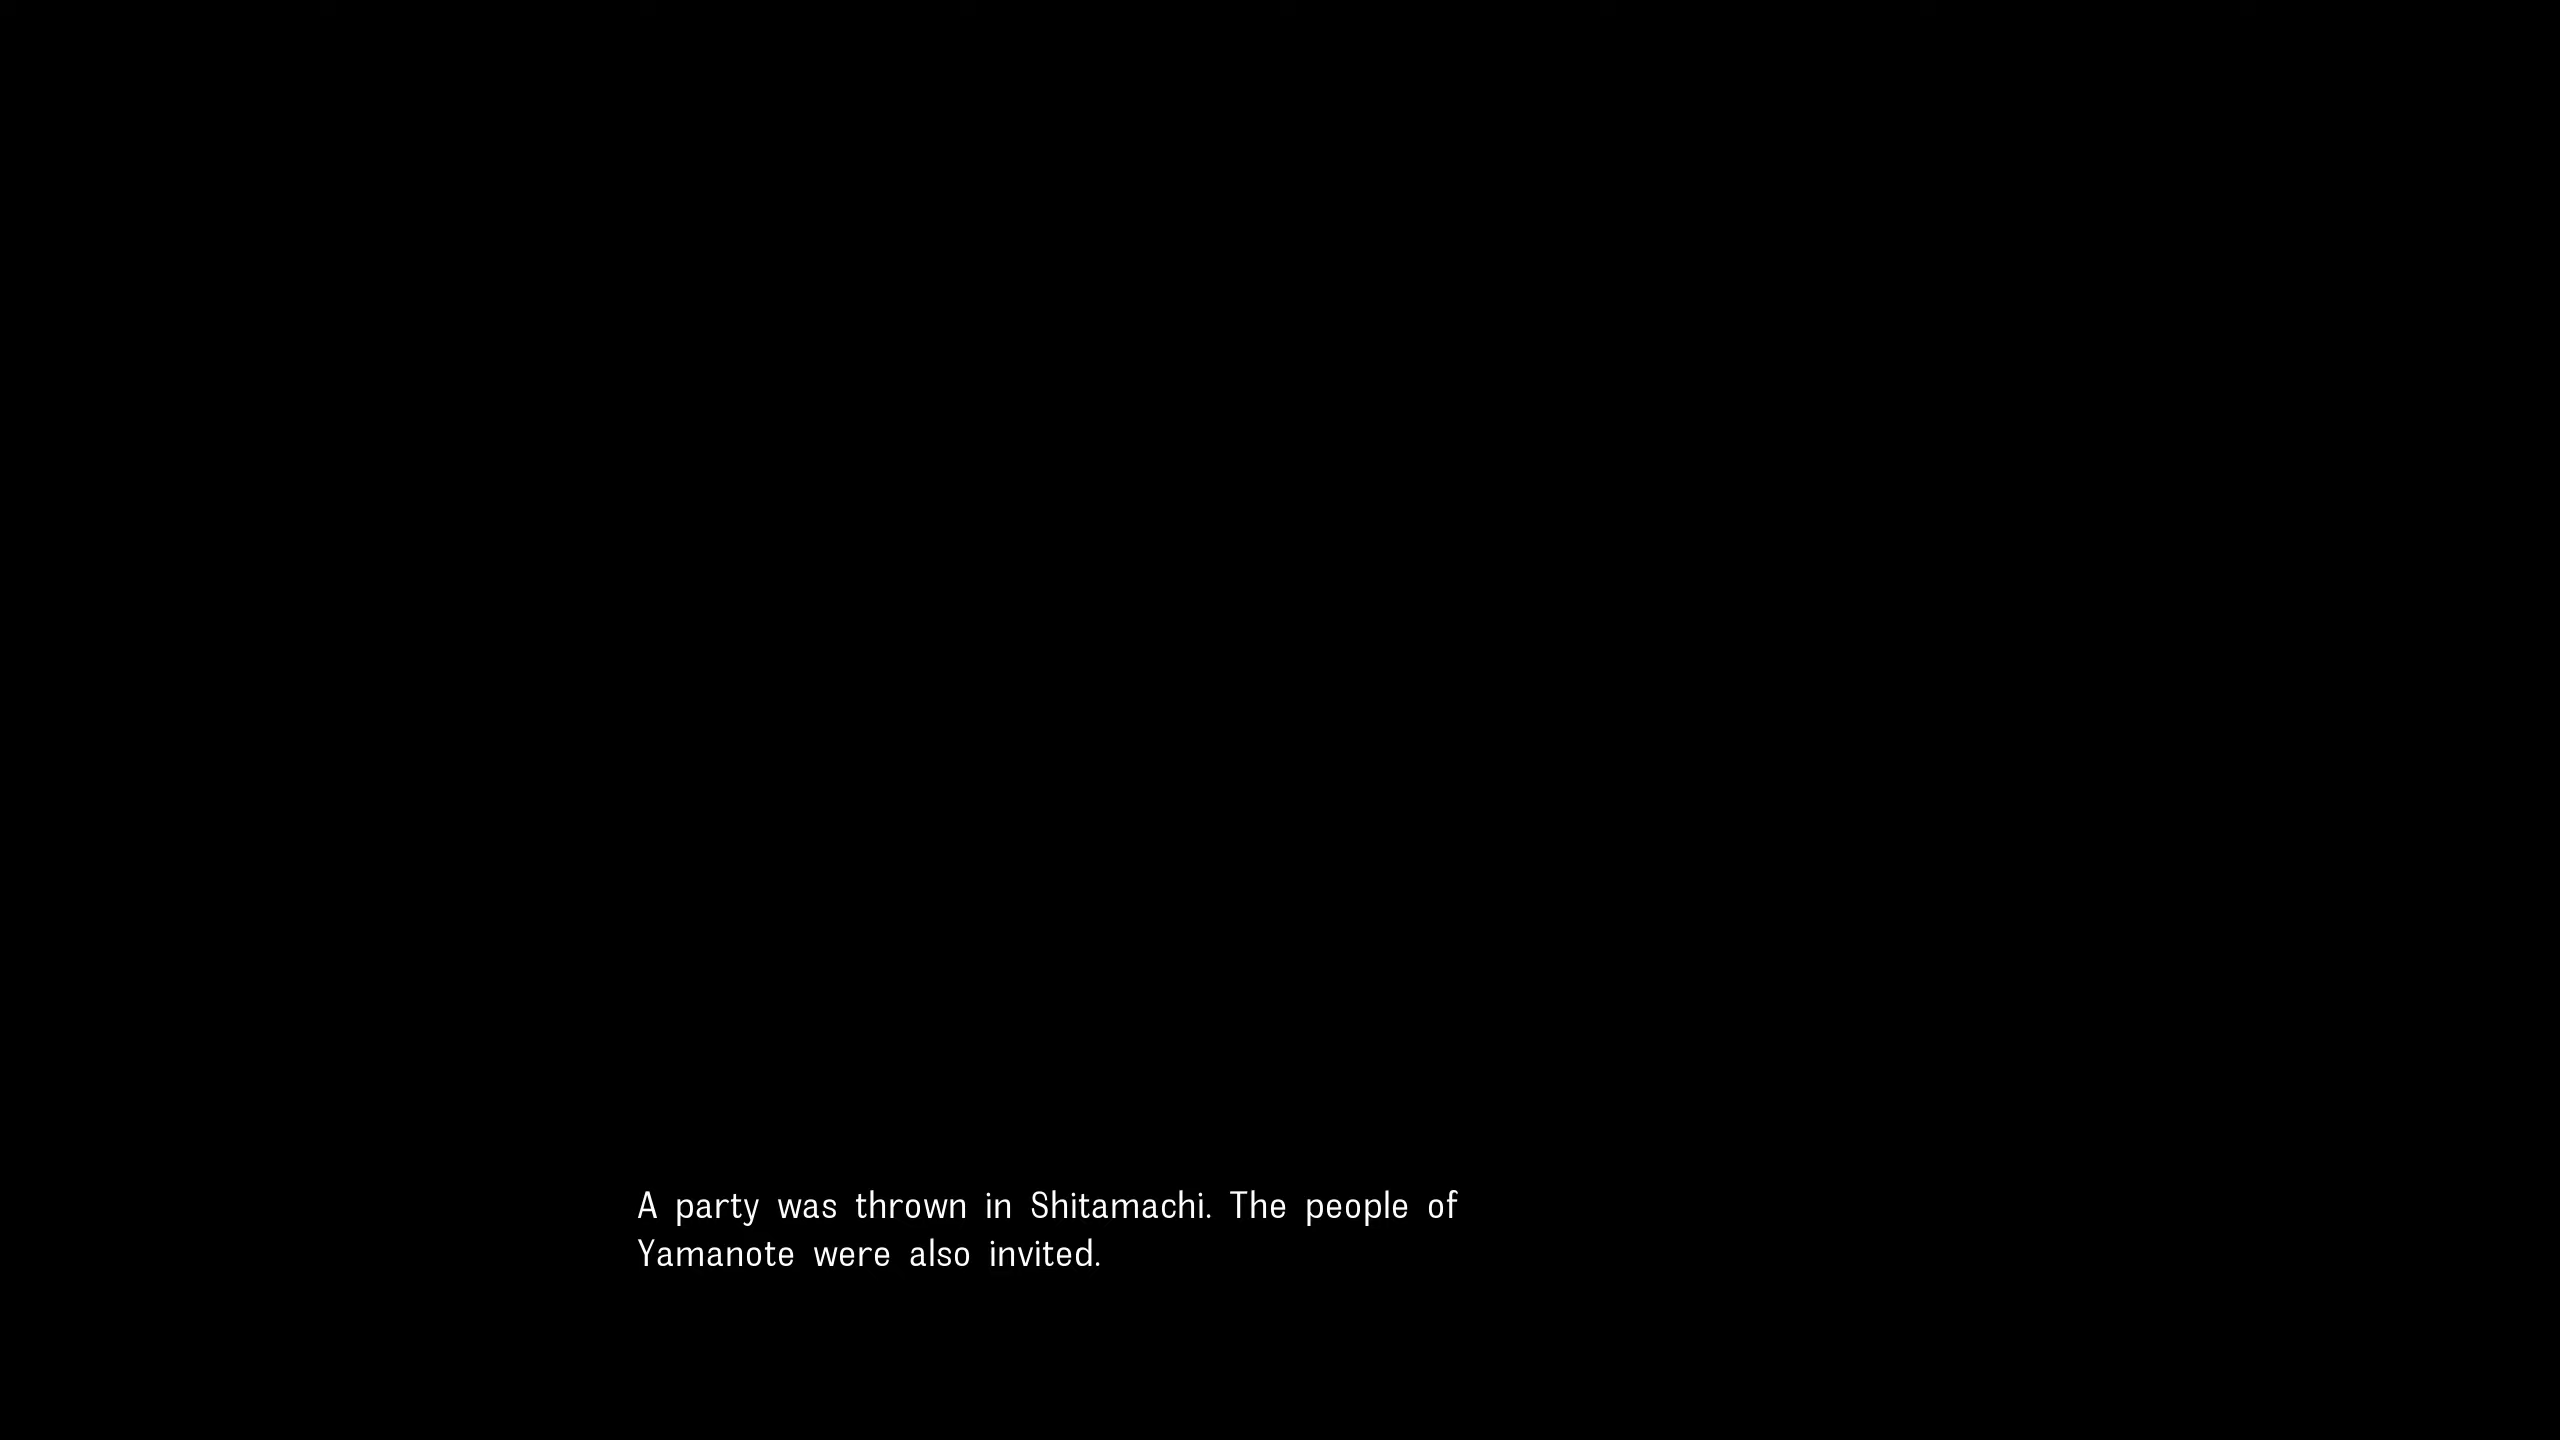 A party was thrown in Shitamachi. The people of
Yamanote were also invited.